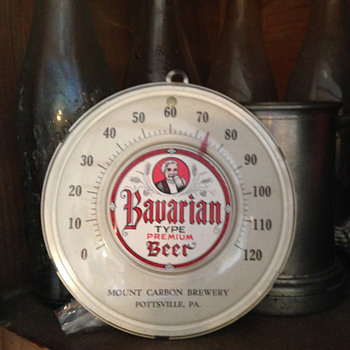 0 10 20 30 40 50 60 70 80 90 100 110 120
Bavarian
TYPE
PREMIUM
Beer
MOUNT CARBON BREWERY
POTTSVILLE, PA.